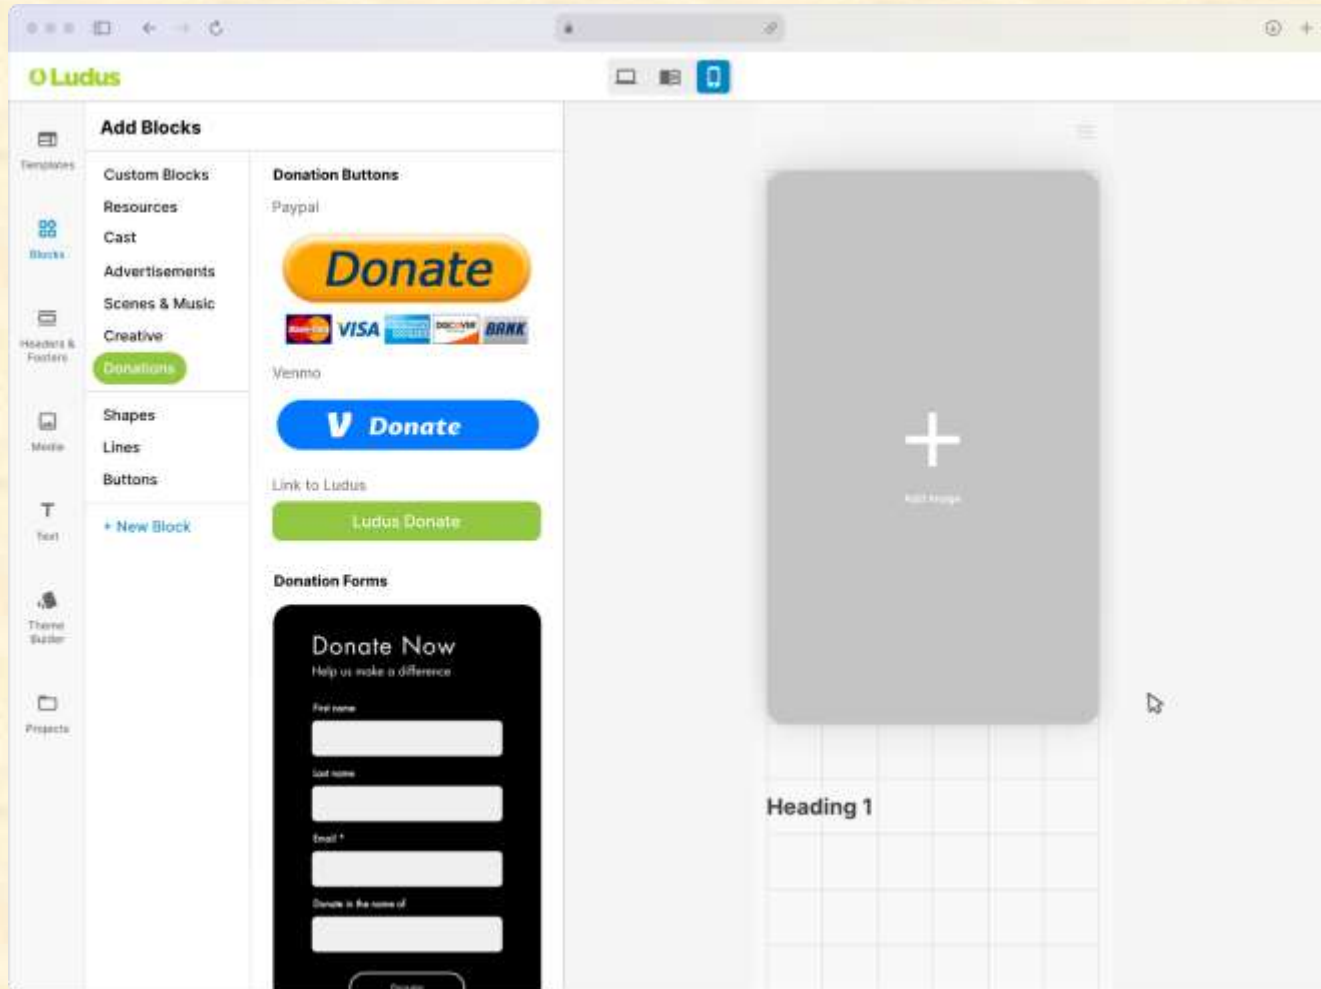 Ludus
Templates
Blocks
Headers &
Footers
Media
Text
Theme
Builder
Projects
Add Blocks
Custom Blocks
Resources
Cast
Advertisements
Scenes & Music
Creative
Donations
Shapes
Lines
Buttons
+ New Block
Donation Buttons
Paypal
Donate
VISA
DISCOVER
BANK
Venmo
V Donate
Link to Ludus
Ludus Donate
Donation Forms
Donate Now
Help us make a difference
First name
Last name
Email *
Donate in the name of
Donate
Add Image
Heading 1